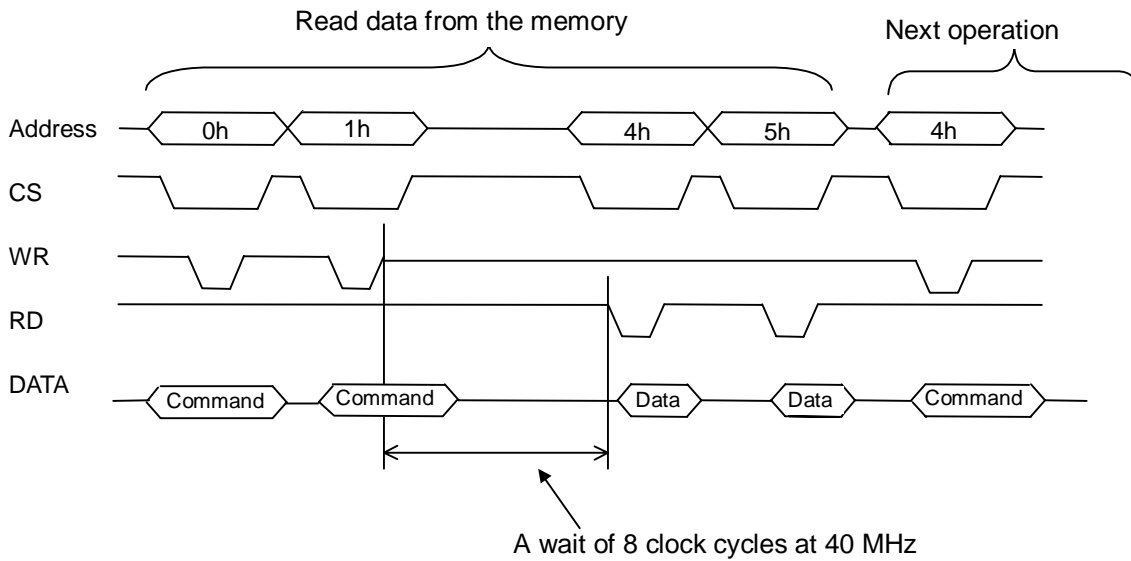 Read data from the memory
Next operation
Address 0h 1h 4h 5h 4h
CS
WR
RD
DATA Command Command Data Data Command
A wait of 8 clock cycles at 40 MHz